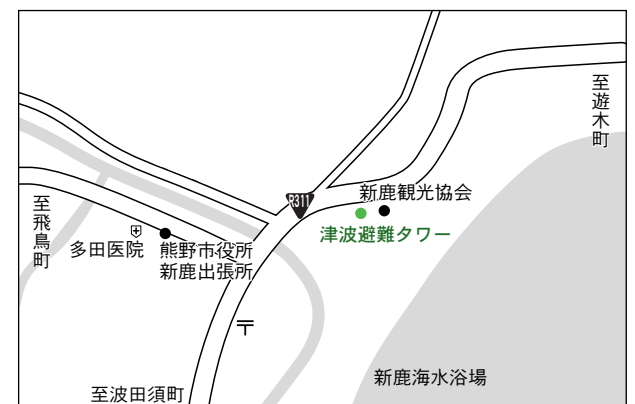 至遊木町
R311
新鹿観光協会
津波避難タワー
至飛鳥町
多田医院
熊野市役所
新鹿出張所
〒
新鹿海水浴場
至波田須町